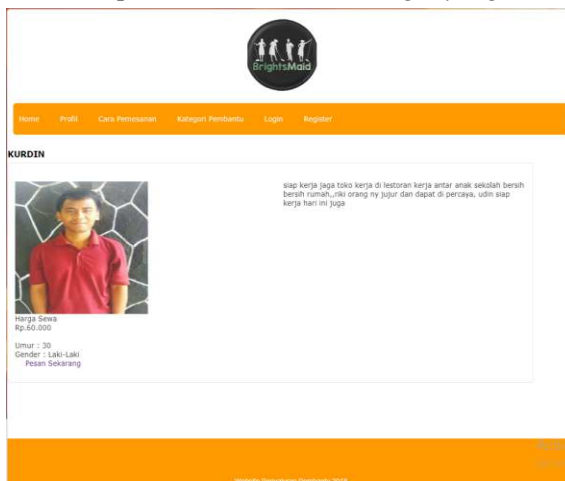 BrightsMaid
Home Profil Cara Pemesanan Kategori Pembantu Login Register
KURDIN
siap kerja jaga toko kerja di lestoran kerja antar anak sekolah bersih
bersih rumah,,riki orang ny jujur dan dapat di percaya, udin siap
kerja hari ini juga
Harga Sewa
Rp.60.000
Umur : 30
Gender : Laki-Laki
Pesan Sekarang